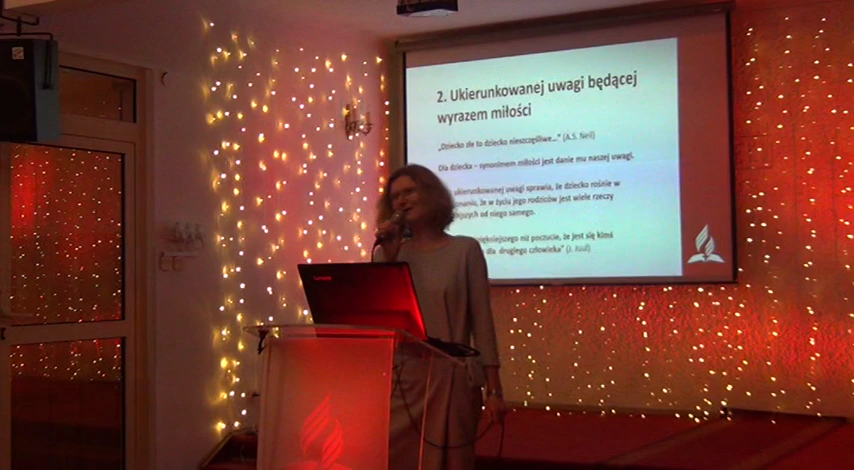 2. Ukierunkowanej uwagi będącej
wyrazem miłości
„Dziecko złe to dziecko nieszczęśliwe…” (A.S. Neil)
Dla dziecka – synonimem miłości jest danie mu naszej uwagi.
ukierunkowanej uwagi sprawia, że dziecko rośnie w
że w życiu jego rodziców jest wiele rzeczy
od niego samego.
niż poczucie, że jest się kimś
dla drugiego człowieka” (J. Juul)